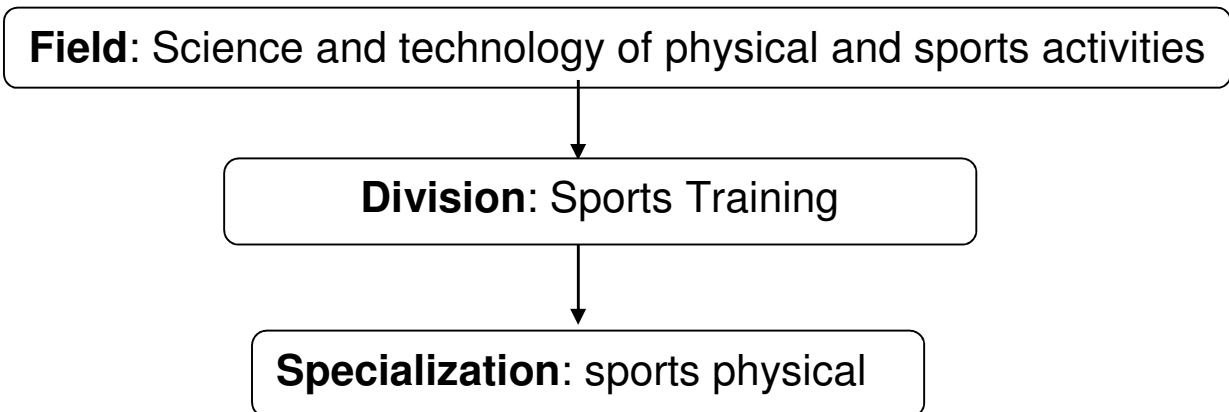 Field: Science and technology of physical and sports activities
Division: Sports Training
Specialization: sports physical